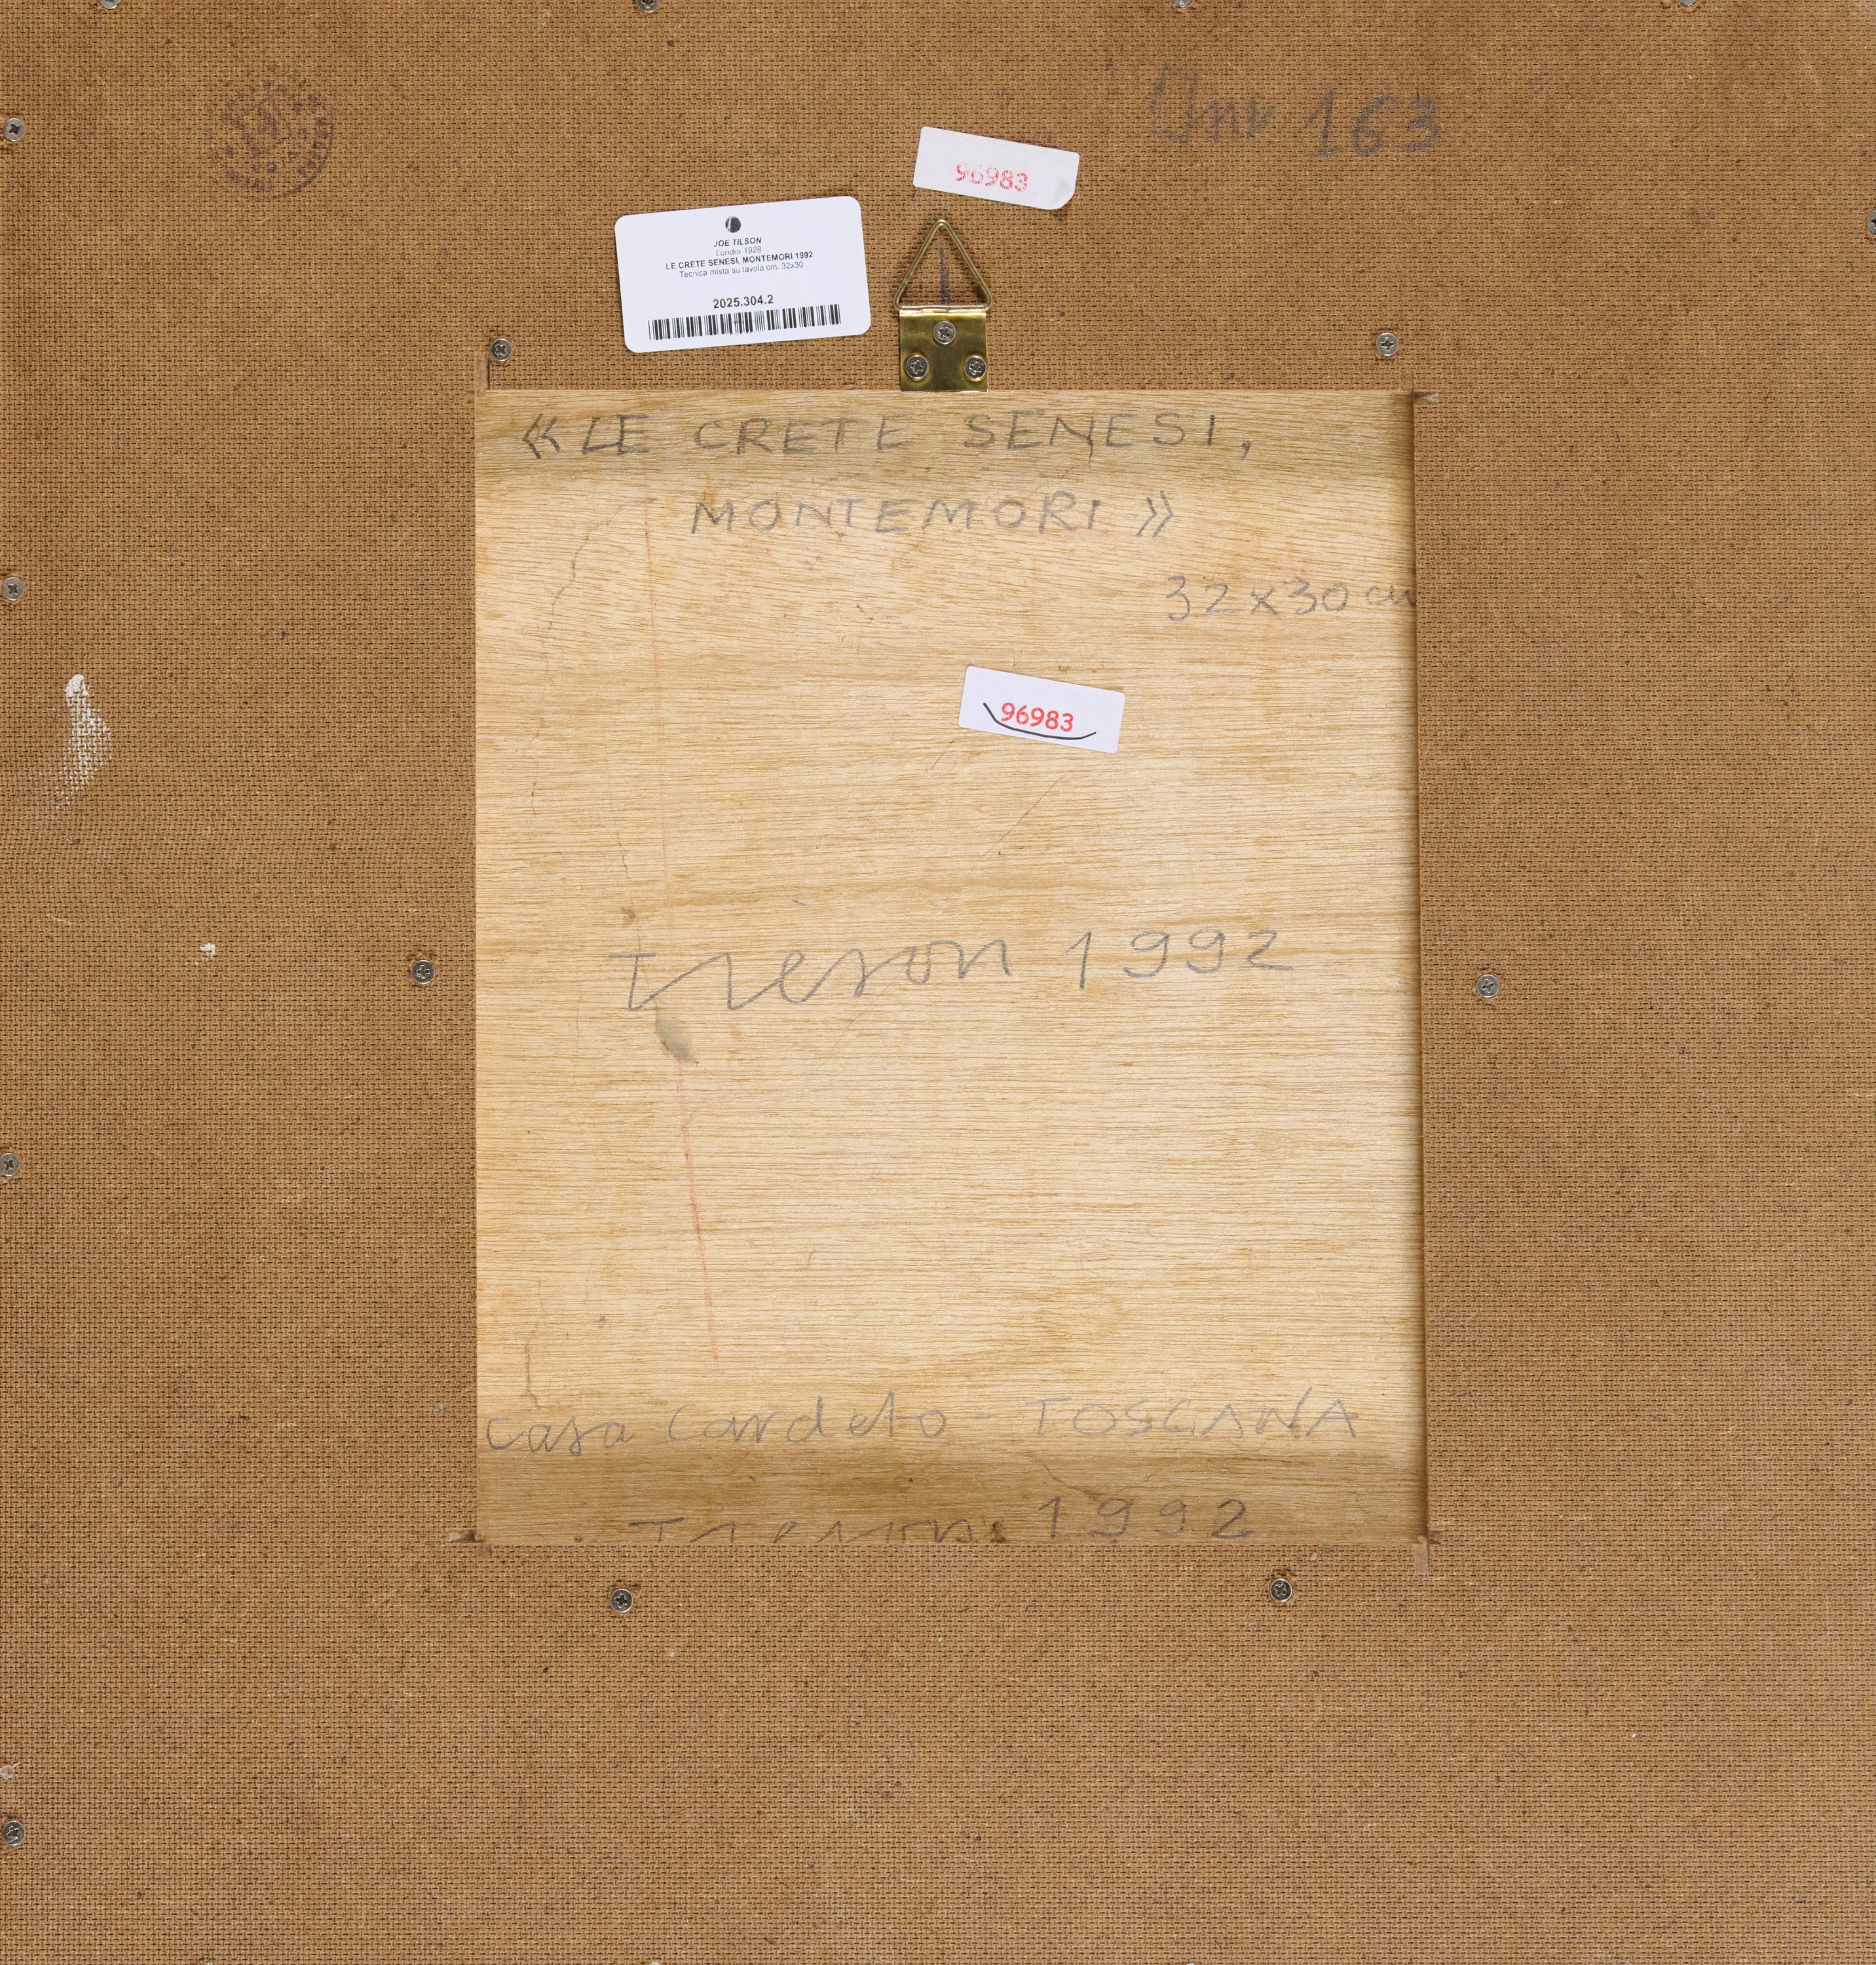 Inv 163
96983
JOE TILSON
Londra 1928
LE CRETE SENESI, MONTEMORI 1992
Tecnica mista su tavola cm. 32x30
2025.304.2
« LE CRETE SENESI,
MONTEMORI »
32x30 cm
96983
Tilson 1992
Casa Cardeto - TOSCANA
1992